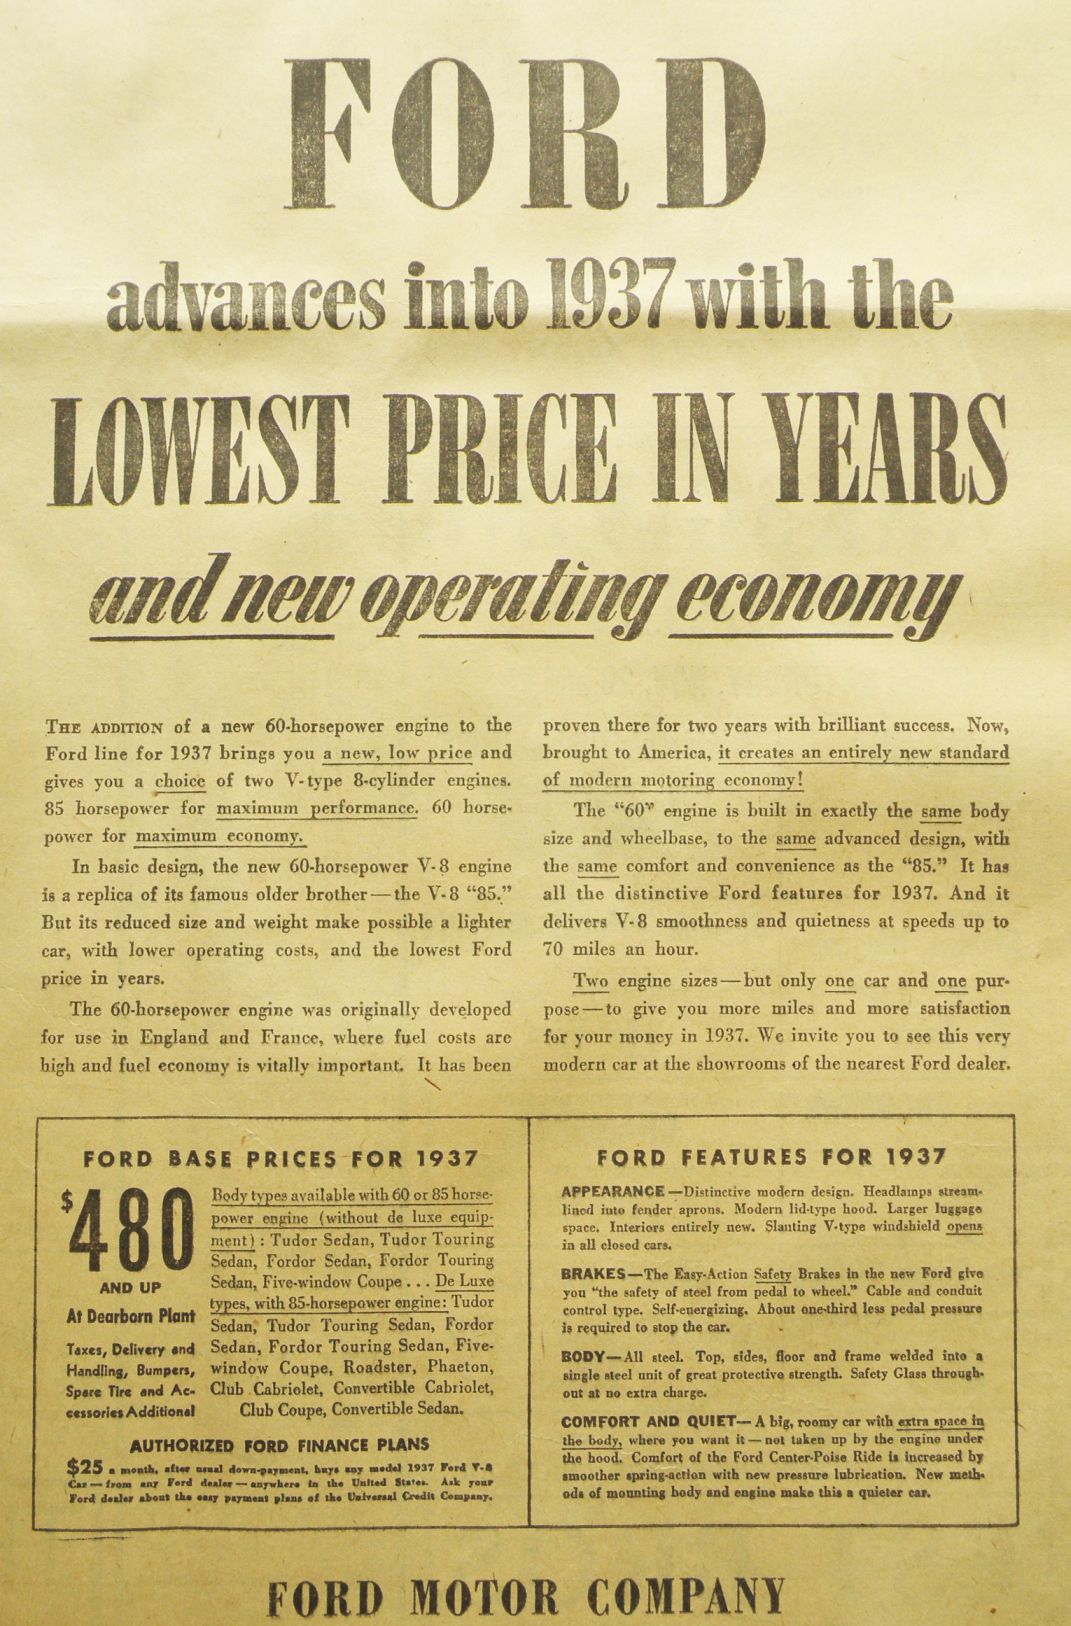 FORD
advances into 1937 with the
LOWEST PRICE IN YEARS
and new operating economy
THE ADDITION of a new 60-horsepower engine to the
Ford line for 1937 brings you a new, low price and
gives you a choice of two V-type 8-cylinder engines.
85 horsepower for maximum performance. 60 horse-
power for maximum economy.
In basic design, the new 60-horsepower V-8 engine
is a replica of its famous older brother—the V-8 “85.”
But its reduced size and weight make possible a lighter
car, with lower operating costs, and the lowest Ford
price in years.
The 60-horsepower engine was originally developed
for use in England and France, where fuel costs are
high and fuel economy is vitally important. It has been
proven there for two years with brilliant success. Now,
brought to America, it creates an entirely new standard
of modern motoring economy!
The “60” engine is built in exactly the same body
size and wheelbase, to the same advanced design, with
the same comfort and convenience as the “85.” It has
all the distinctive Ford features for 1937. And it
delivers V-8 smoothness and quietness at speeds up to
70 miles an hour.
Two engine sizes—but only one car and one pur-
pose—to give you more miles and more satisfaction
for your money in 1937. We invite you to see this very
modern car at the showrooms of the nearest Ford dealer.
FORD BASE PRICES FOR 1937
$480
AND UP
At Dearborn Plant
Taxes, Delivery and
Handling, Bumpers,
Spare Tire and Ac-
cessories Additional
Body types available with 60 or 85 horse-
power engine (without de luxe equip-
ment): Tudor Sedan, Tudor Touring
Sedan, Fordor Sedan, Fordor Touring
Sedan, Five-window Coupe . . . De Luxe
types, with 85-horsepower engine: Tudor
Sedan, Tudor Touring Sedan, Fordor
Sedan, Fordor Touring Sedan, Five-
window Coupe, Roadster, Phaeton,
Club Cabriolet, Convertible Cabriolet,
Club Coupe, Convertible Sedan.
AUTHORIZED FORD FINANCE PLANS
$25 a month, after usual down-payment, buys any model 1937 Ford V-8
Car—from any Ford dealer—anywhere in the United States. Ask your
Ford dealer about the easy payment plans of the Universal Credit Company.
FORD FEATURES FOR 1937
APPEARANCE—Distinctive modern design. Headlamps stream-
lined into fender aprons. Modern lid-type hood. Larger luggage
space. Interiors entirely new. Slanting V-type windshield opens
in all closed cars.
BRAKES—The Easy-Action Safety Brakes in the new Ford give
you “the safety of steel from pedal to wheel.” Cable and conduit
control type. Self-energizing. About one-third less pedal pressure
is required to stop the car.
BODY—All steel. Top, sides, floor and frame welded into a
single steel unit of great protective strength. Safety Glass through-
out at no extra charge.
COMFORT AND QUIET—A big, roomy car with extra space in
the body, where you want it—not taken up by the engine under
the hood. Comfort of the Ford Center-Poise Ride is increased by
smoother spring-action with new pressure lubrication. New meth-
ods of mounting body and engine make this a quieter car.
FORD MOTOR COMPANY